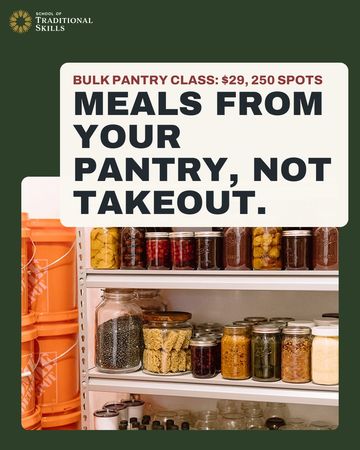 SCHOOL OF
TRADITIONAL
SKILLS
BULK PANTRY CLASS: $29, 250 SPOTS
MEALS FROM
YOUR
PANTRY, NOT
TAKEOUT.